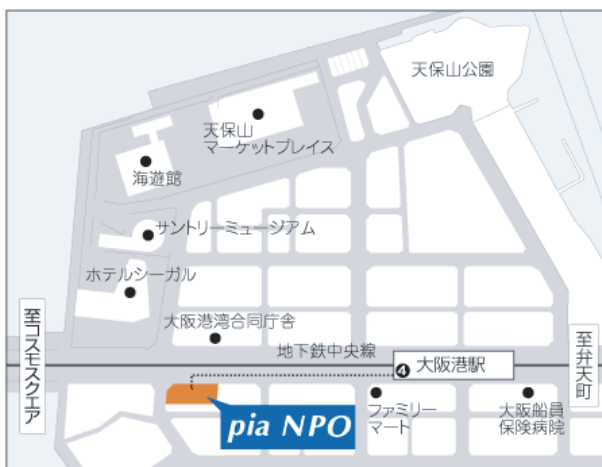 天保山公園
天保山
マーケットプレイス
海遊館
サントリーミュージアム
ホテルシーガル
大阪港湾合同庁舎
地下鉄中央線
至コスモスクエア
4
大阪港駅
至弁天町
pia NPO
ファミリー
マート
大阪船員
保険病院